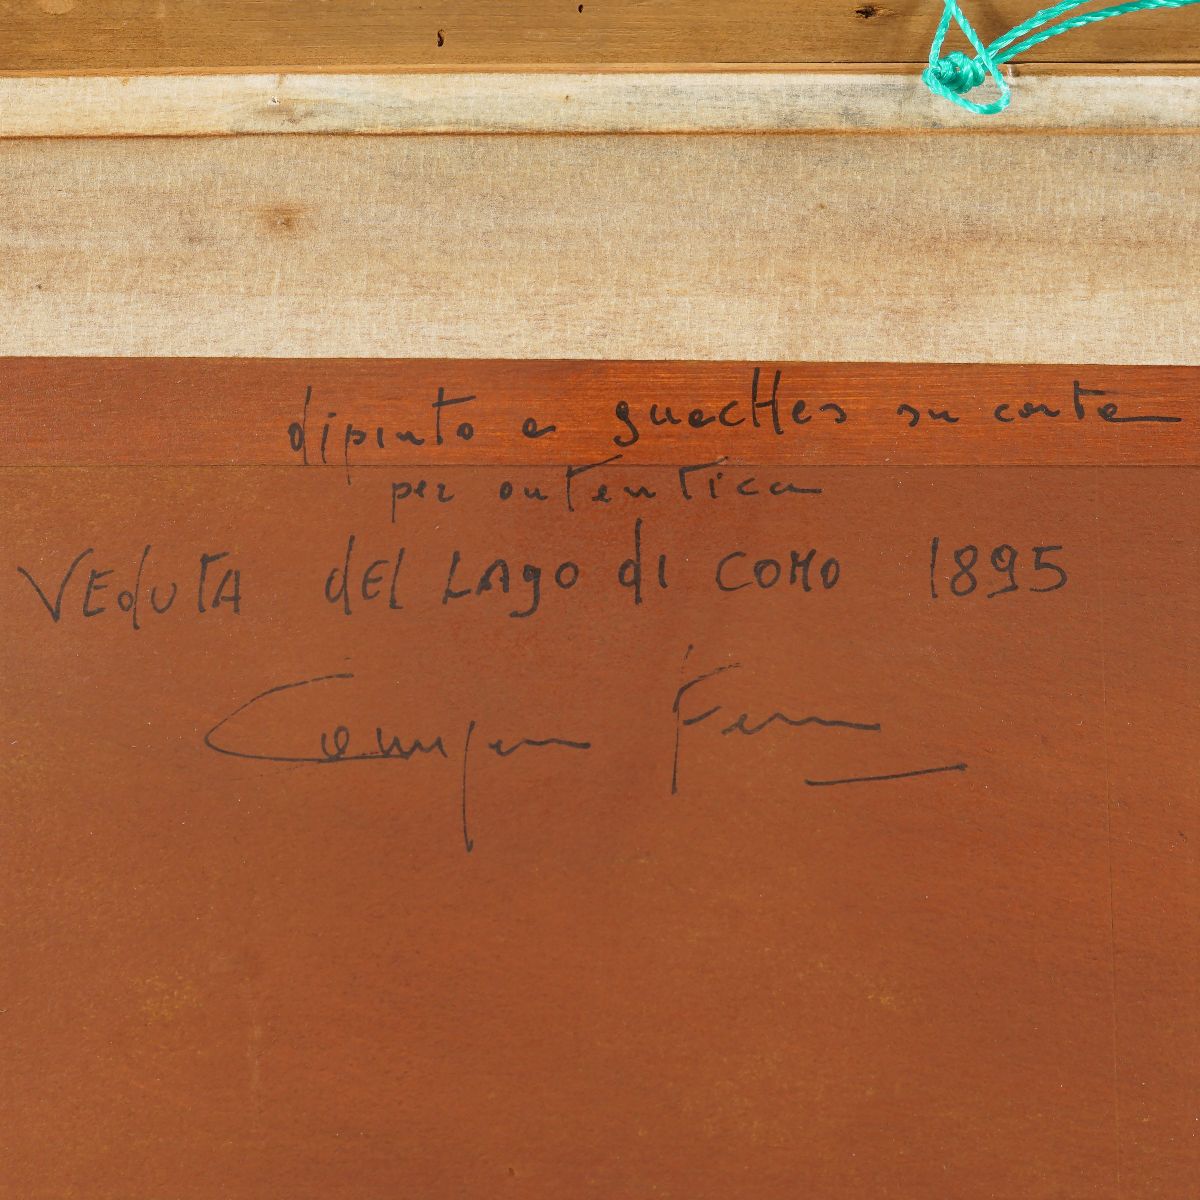 dipinto a guacHes su carta
per autentica
VEduTA dEL LAgo di COMO 1895